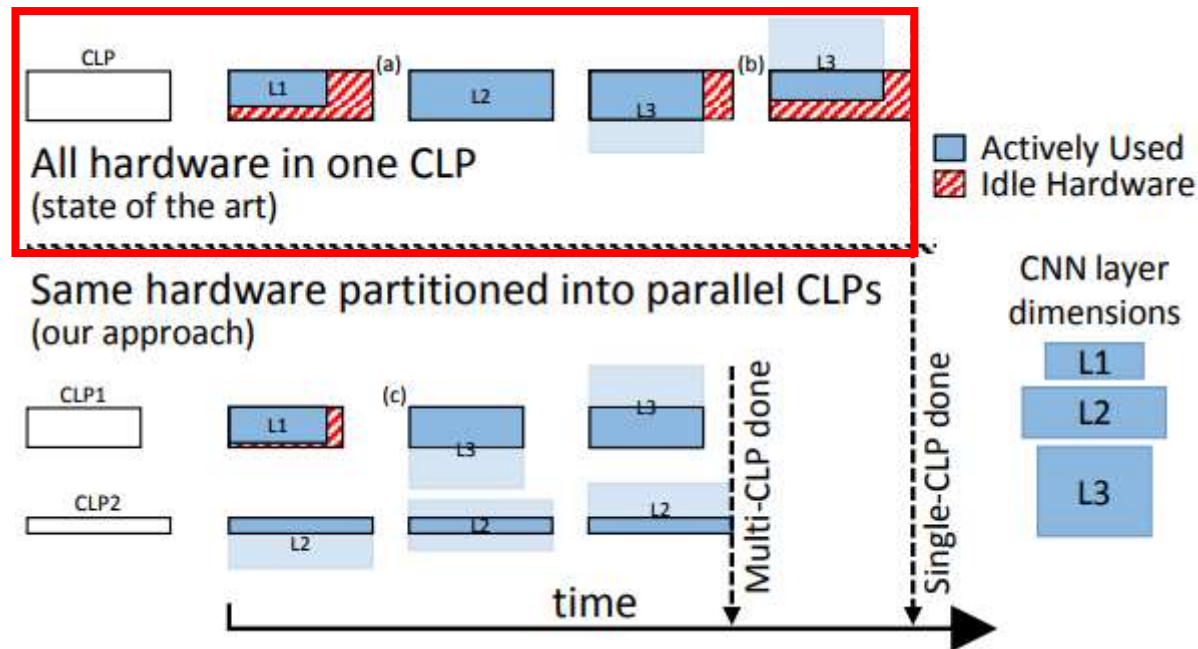 CLP
L1
(a)
L2
L3
(b)
L3
All hardware in one CLP
(state of the art)
Actively Used
Idle Hardware
Same hardware partitioned into parallel CLPs
(our approach)
CNN layer
dimensions
L1
L2
L3
CLP1
L1
(c)
L3
L3
CLP2
L2
L2
L2
Multi-CLP done
Single-CLP done
time